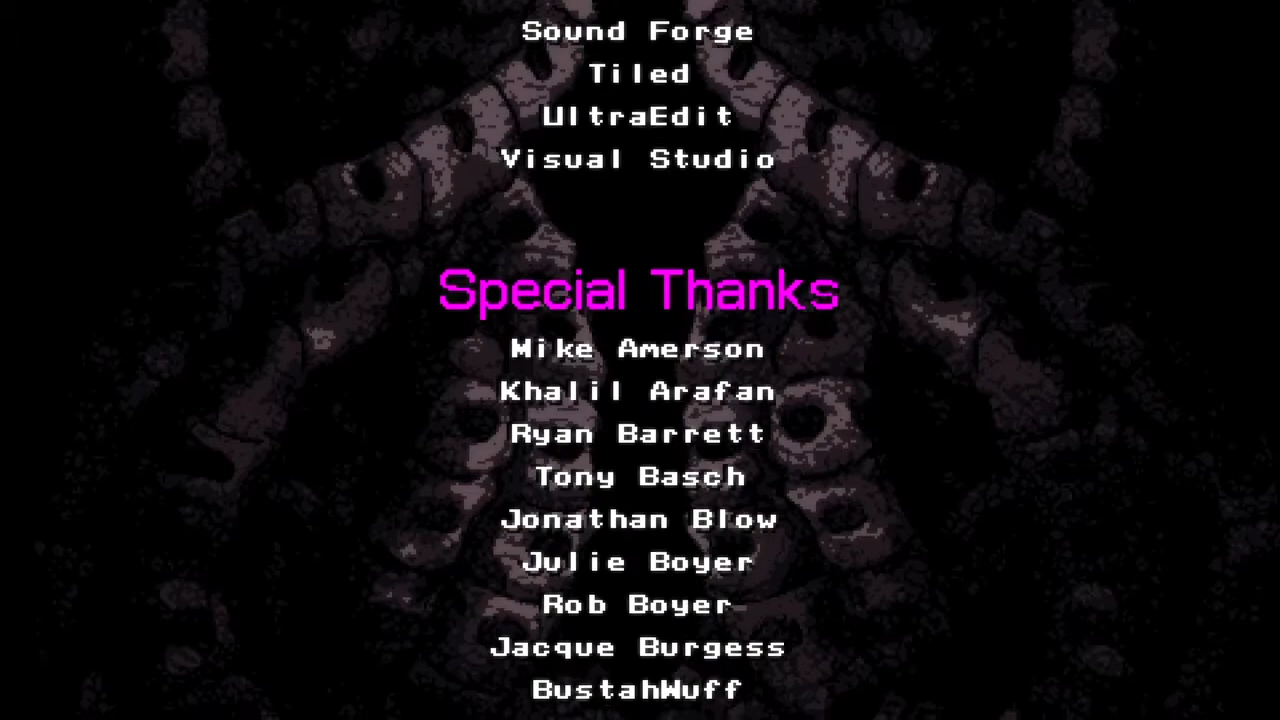 Sound Forge
Tiled
UltraEdit
Visual Studio
Special Thanks
Mike Amerson
Khalil Arafan
Ryan Barrett
Tony Basch
Jonathan Blow
Julie Boyer
Rob Boyer
Jacque Burgess
BustahWuff